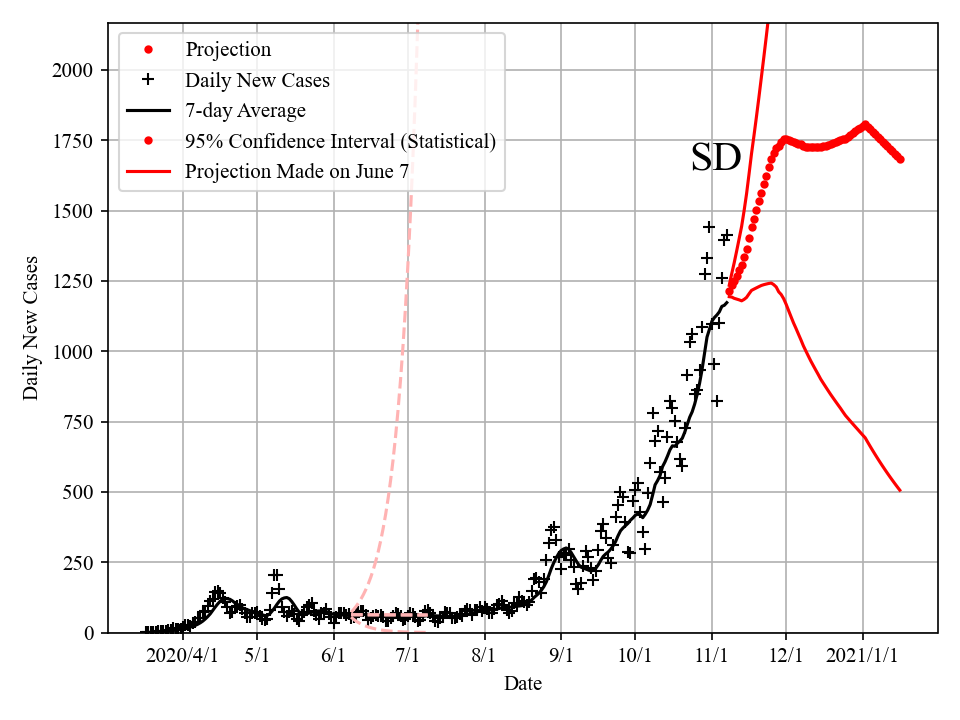 Projection
Daily New Cases
7-day Average
95% Confidence Interval (Statistical)
Projection Made on June 7
SD
Daily New Cases
2000
1750
1500
1250
1000
750
500
250
0
2020/4/1 5/1 6/1 7/1 8/1 9/1 10/1 11/1 12/1 2021/1/1
Date